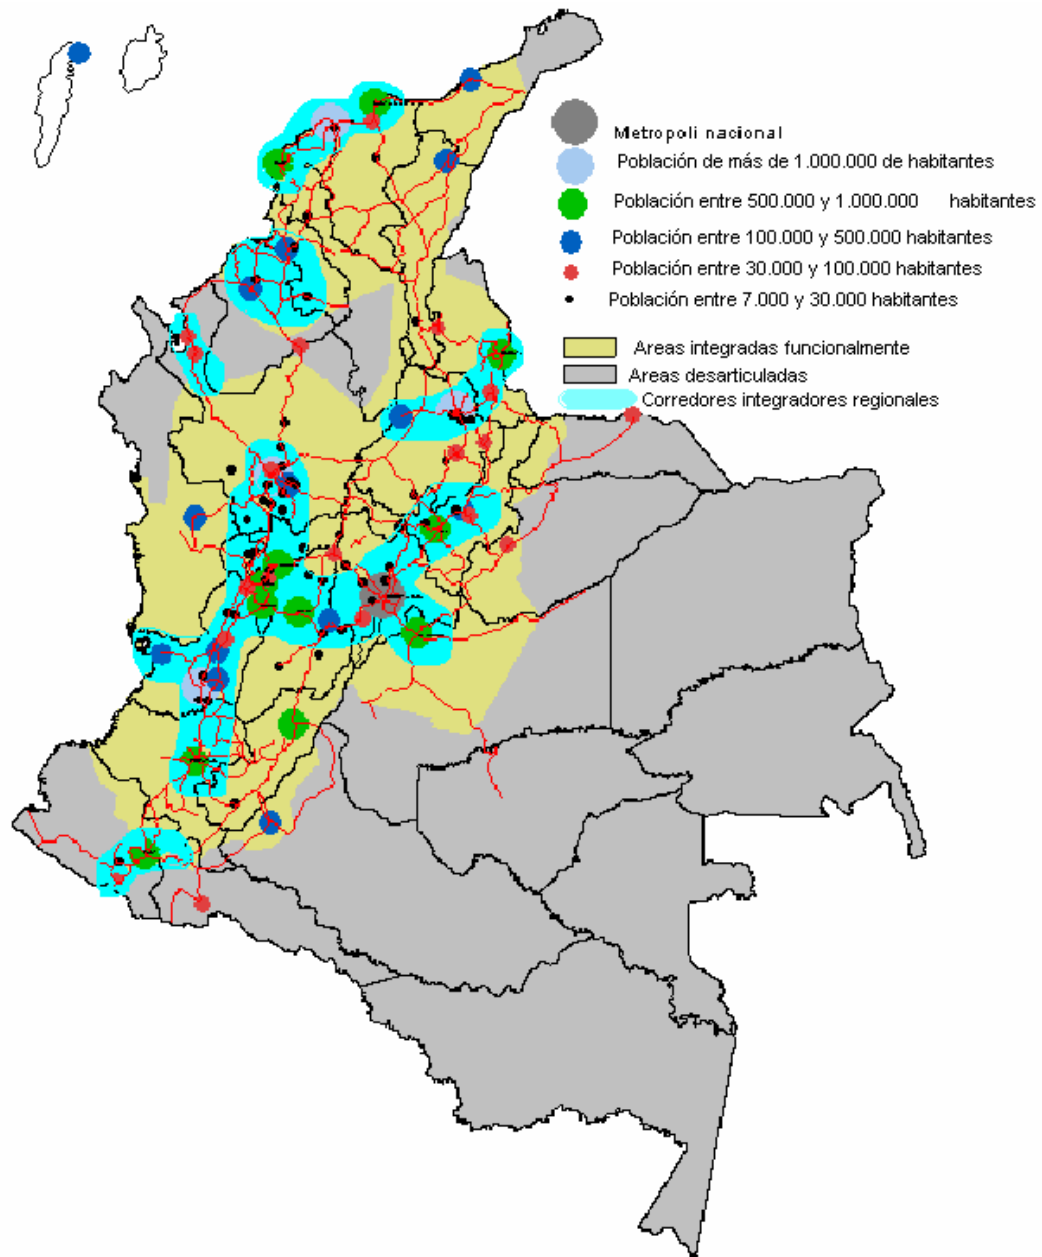 Metropoli nacional
Población de más de 1.000.000 de habitantes
Población entre 500.000 y 1.000.000 habitantes
Población entre 100.000 y 500.000 habitantes
Población entre 30.000 y 100.000 habitantes
Población entre 7.000 y 30.000 habitantes
Areas integradas funcionalmente
Areas desarticuladas
Corredores integradores regionales